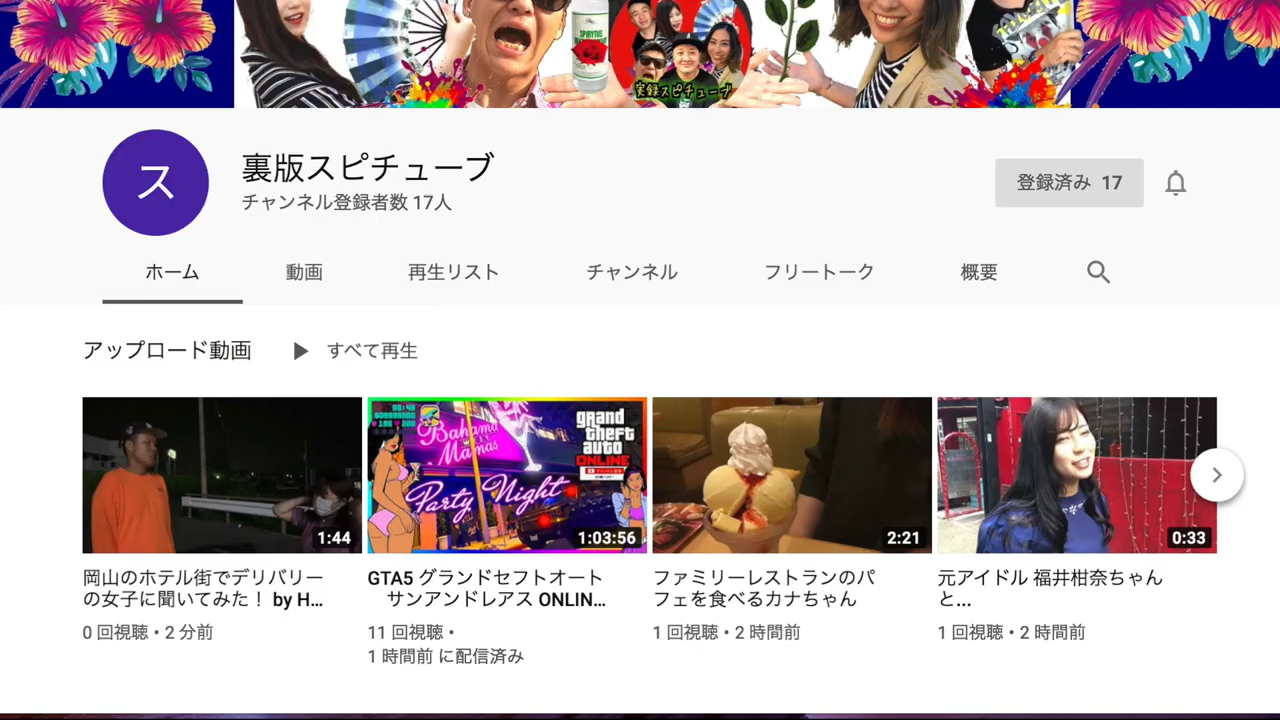 SPIRYTUS
実録スピチューブ
ス
裏版スピチューブ
チャンネル登録者数 17人
登録済み 17
ホーム
動画
再生リスト
チャンネル
フリートーク
概要
アップロード動画
すべて再生
1:44
Bahama
Mamas
Party Night
grand
theft
auto
ONLINE
1:03:56
2:21
0:33
岡山のホテル街でデリバリー
の女子に聞いてみた！ by H...
0 回視聴・2 分前
GTA5 グランドセフトオート
サンアンドレアス ONLIN...
11 回視聴・
1 時間前 に配信済み
ファミリーレストランのパ
フェを食べるカナちゃん
1 回視聴・2 時間前
元アイドル 福井柑奈ちゃん
と...
1 回視聴・2 時間前